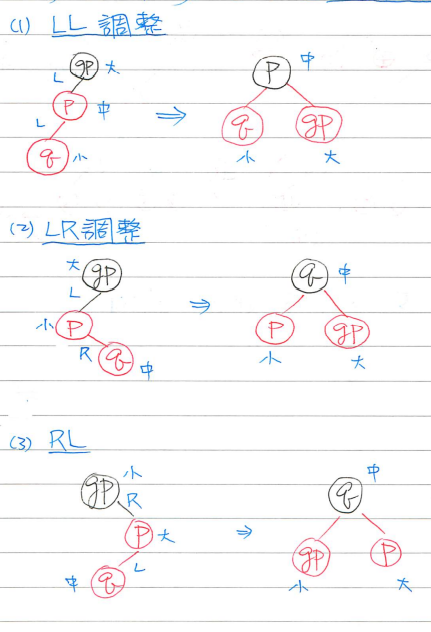 (1) LL 調整
gp 大
L
p 中
L
q 小
⇒
p 中
q gp
小 大
(2) LR調整
大 gp
L
小 p
R q 中
⇒
q 中
p gp
小 大
(3) RL
gp 小
R
p 大
L
中 q
⇒
q 中
gp p
小 大